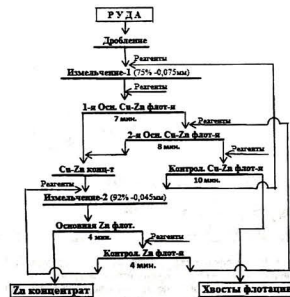 РУДА
Дробление
Реагенты
Измельчение-1 (75% -0,075мм)
Реагенты
1-я Осн. Cu-Zn флот-я
7 мин.
Реагенты
2-я Осн. Cu-Zn флот-я
8 мин.
Реагенты
Cu-Zn конц-т
Контрол. Cu-Zn флот-я
Реагенты
10 мин.
Измельчение-2 (92% -0,045мм)
Основная Zn флот.
4 мин.
Реагенты
Контрол. Zn флот-я
4 мин.
Zn концентрат
Хвосты флотации